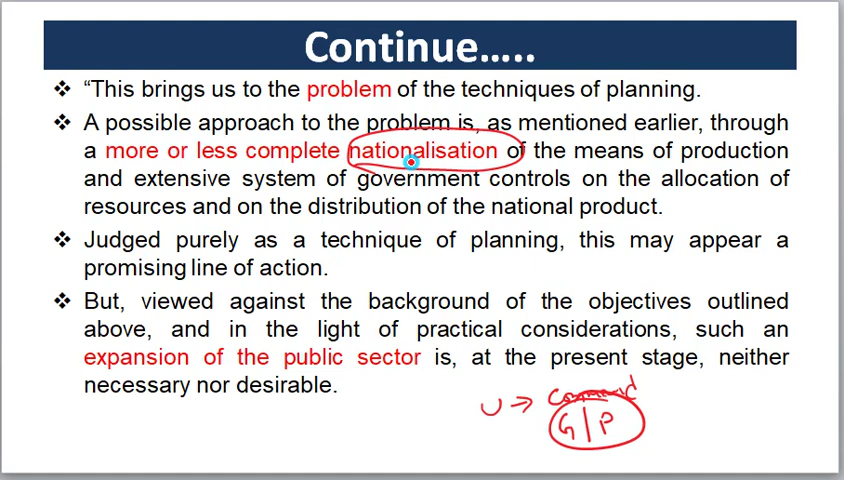 Continue…..
❖ “This brings us to the problem of the techniques of planning.
❖ A possible approach to the problem is, as mentioned earlier, through
a more or less complete nationalisation of the means of production
and extensive system of government controls on the allocation of
resources and on the distribution of the national product.
❖ Judged purely as a technique of planning, this may appear a
promising line of action.
❖ But, viewed against the background of the objectives outlined
above, and in the light of practical considerations, such an
expansion of the public sector is, at the present stage, neither
necessary nor desirable.
U → Command
G | P